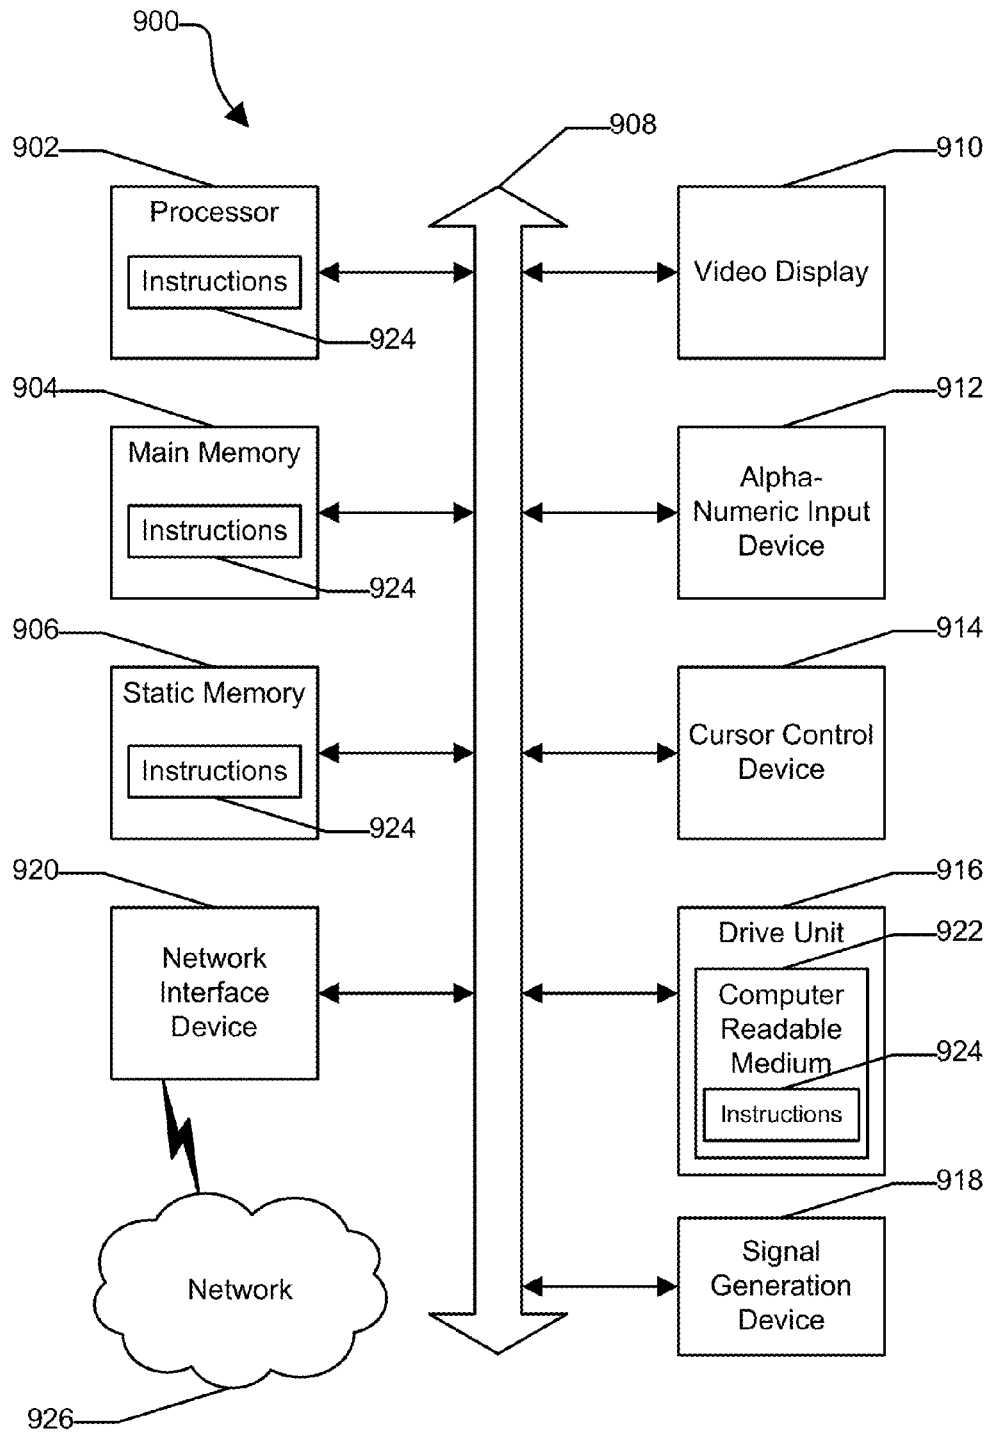 900
908
902
Processor
Instructions
924
904
Main Memory
Instructions
924
906
Static Memory
Instructions
924
920
Network
Interface
Device
Network
926
910
Video Display
912
Alpha-
Numeric Input
Device
914
Cursor Control
Device
916
Drive Unit
922
Computer
Readable
Medium
924
Instructions
918
Signal
Generation
Device